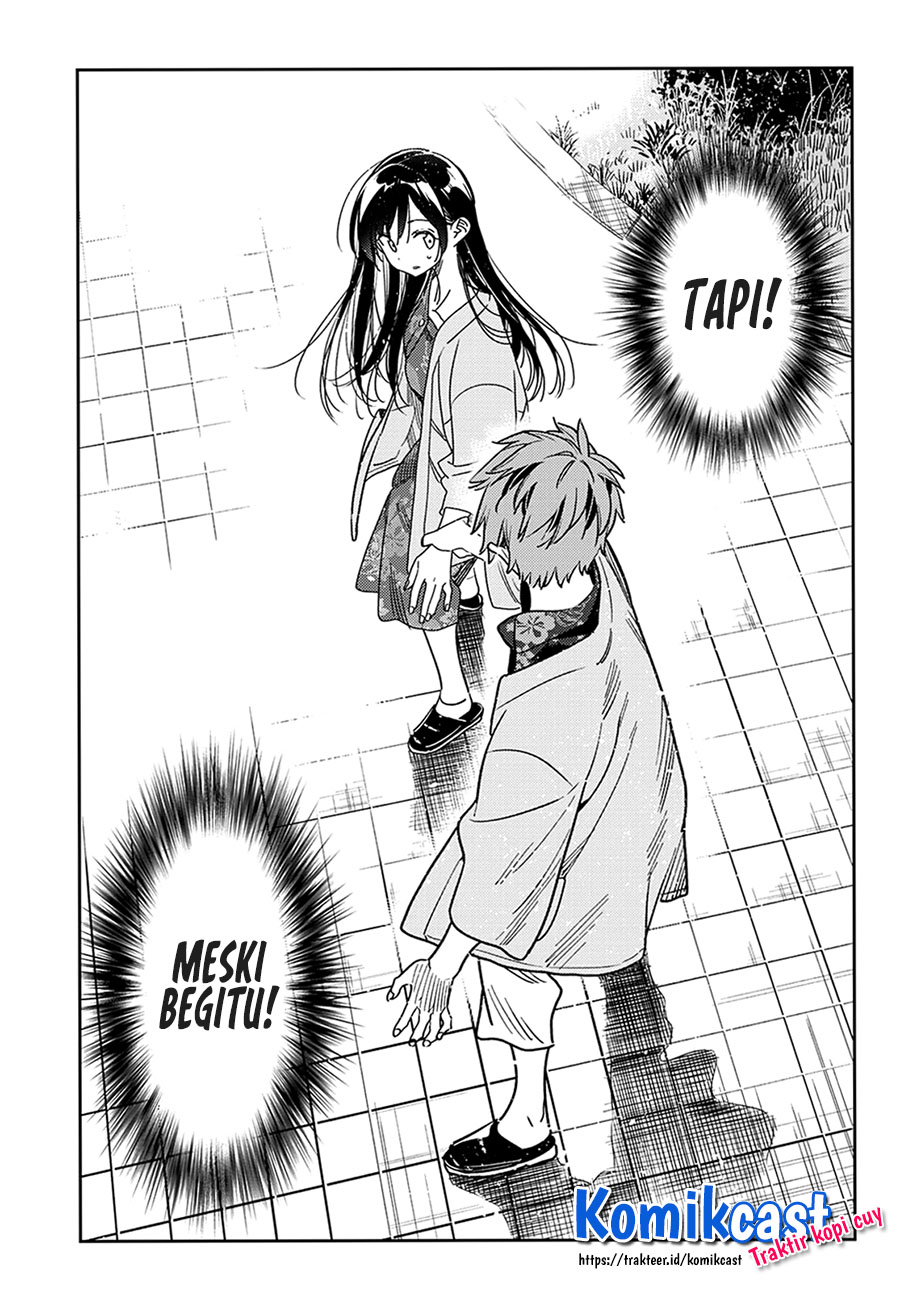 TAPI!
MESKI
BEGITU!
Komikcast
Traktir kopi cuy
https://trakteer.id/komikcast